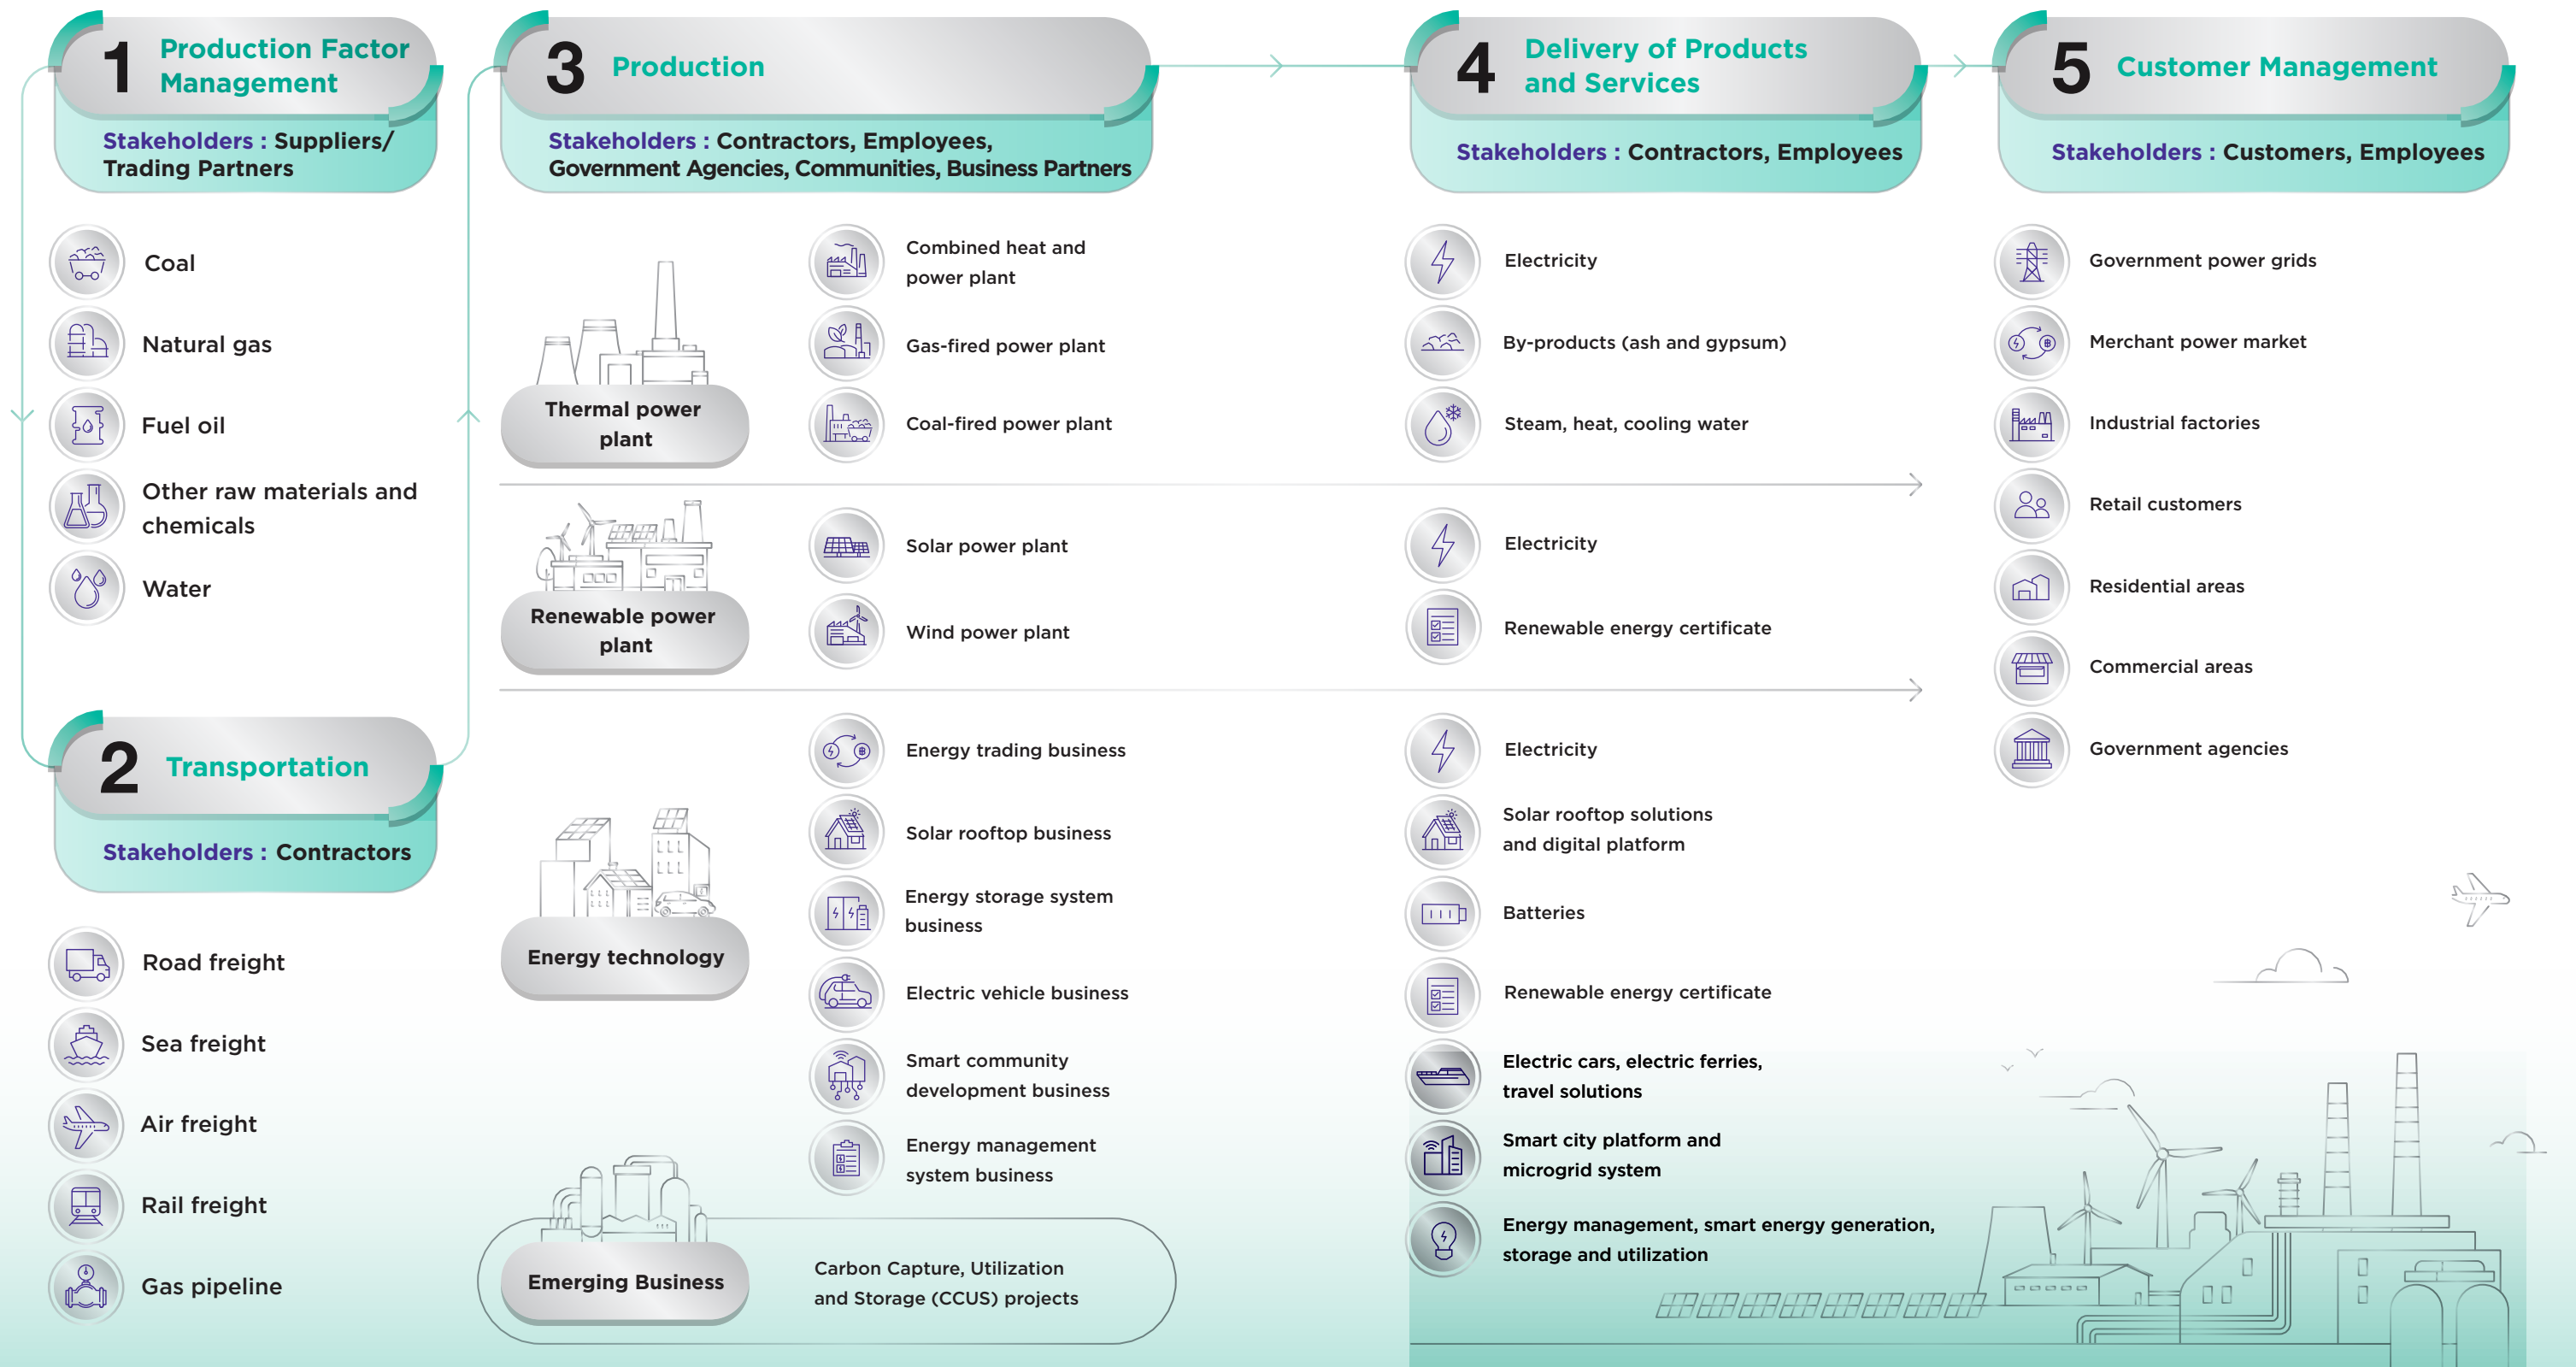 1
Production Factor
Management
Stakeholders : Suppliers/
Trading Partners
Coal
Natural gas
Fuel oil
Other raw materials and
chemicals
Water
2
Transportation
Stakeholders : Contractors
Road freight
Sea freight
Air freight
Rail freight
Gas pipeline
3
Production
Stakeholders : Contractors, Employees,
Government Agencies, Communities, Business Partners
Thermal power
plant
Combined heat and
power plant
Gas-fired power plant
Coal-fired power plant
Renewable power
plant
Solar power plant
Wind power plant
Energy technology
Energy trading business
Solar rooftop business
Energy storage system
business
Electric vehicle business
Smart community
development business
Energy management
system business
Emerging Business
Carbon Capture, Utilization
and Storage (CCUS) projects
4
Delivery of Products
and Services
Stakeholders : Contractors, Employees
Electricity
By-products (ash and gypsum)
Steam, heat, cooling water
Electricity
Renewable energy certificate
Electricity
Solar rooftop solutions
and digital platform
Batteries
Renewable energy certificate
Electric cars, electric ferries,
travel solutions
Smart city platform and
microgrid system
Energy management, smart energy generation,
storage and utilization
5
Customer Management
Stakeholders : Customers, Employees
Government power grids
Merchant power market
Industrial factories
Retail customers
Residential areas
Commercial areas
Government agencies